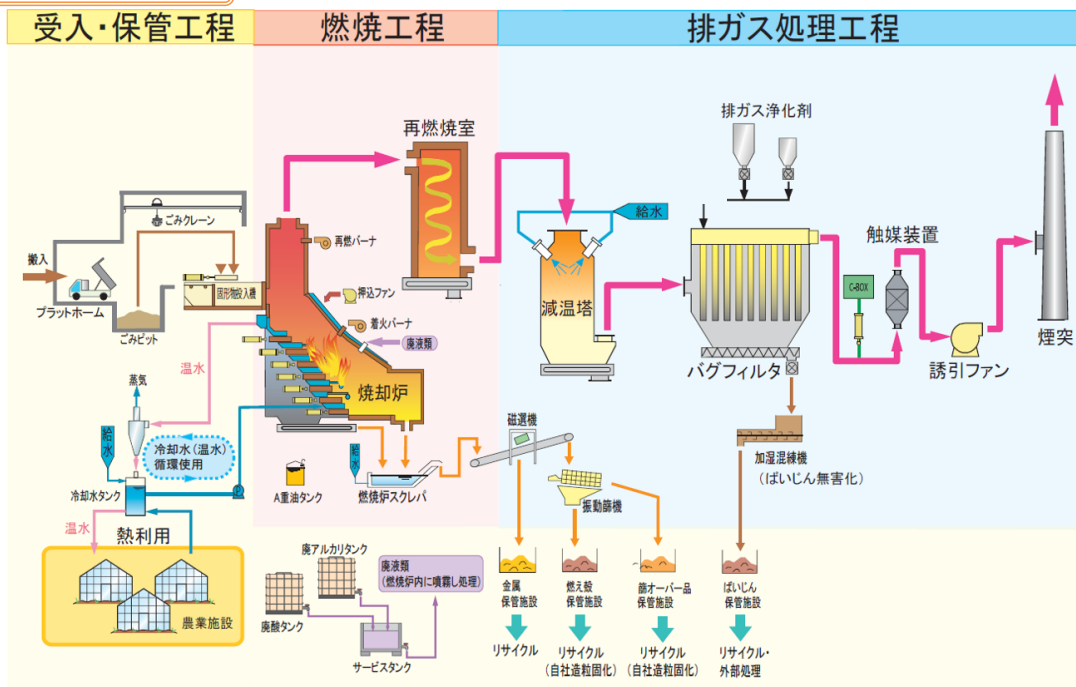 受入・保管工程
燃焼工程
排ガス処理工程
ごみクレーン
搬入
プラットホーム
ごみピット
固形物投入機
再燃焼室
再燃バーナ
押込ファン
着火バーナ
廃液類
焼却炉
温水
蒸気
給水
冷却水(温水)
循環使用
冷却水タンク
温水
熱利用
農業施設
A重油タンク
給水
燃焼炉スクレパ
給水
減温塔
排ガス浄化剤
バグフィルタ
触媒装置
C-BOX
誘引ファン
煙突
磁選機
振動篩機
加湿混練機
(ばいじん無害化)
廃アルカリタンク
廃酸タンク
サービスタンク
廃液類
(燃焼炉内に噴霧し処理)
金属
保管施設
リサイクル
燃え殻
保管施設
リサイクル
(自社造粒固化)
篩オーバー品
保管施設
リサイクル
(自社造粒固化)
ばいじん
保管施設
リサイクル・
外部処理